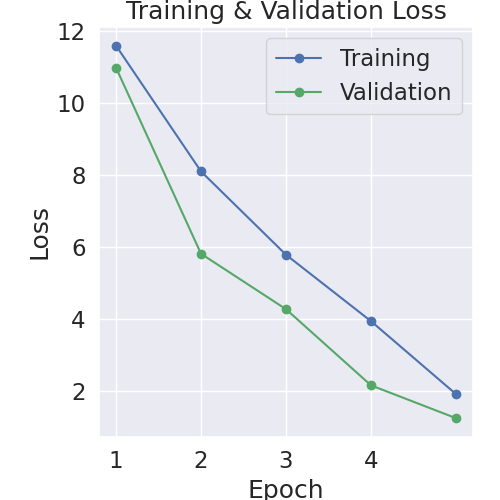 Training & Validation Loss
Training
Validation
Loss
12
10
8
6
4
2
1 2 3 4
Epoch